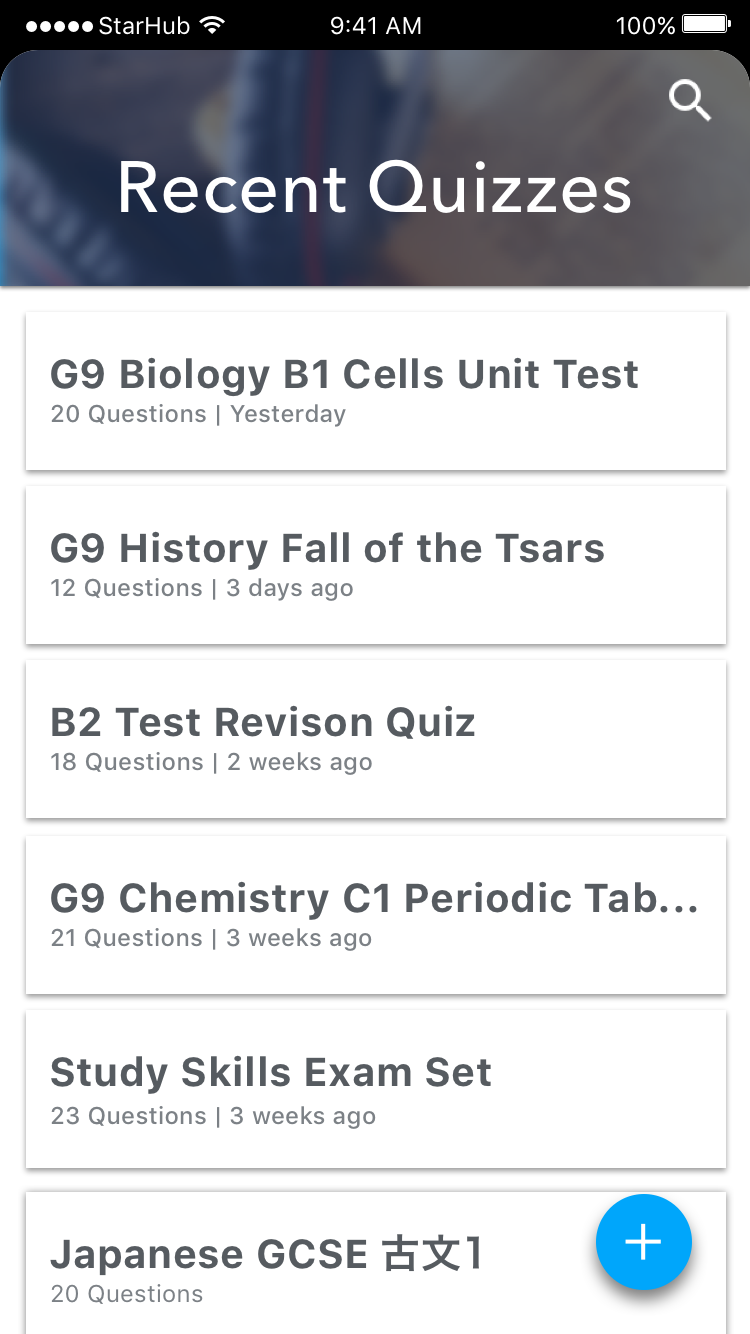 StarHub 9:41 AM 100%
Recent Quizzes
G9 Biology B1 Cells Unit Test
20 Questions | Yesterday
G9 History Fall of the Tsars
12 Questions | 3 days ago
B2 Test Revison Quiz
18 Questions | 2 weeks ago
G9 Chemistry C1 Periodic Tab...
21 Questions | 3 weeks ago
Study Skills Exam Set
23 Questions | 3 weeks ago
Japanese GCSE 古文1
20 Questions